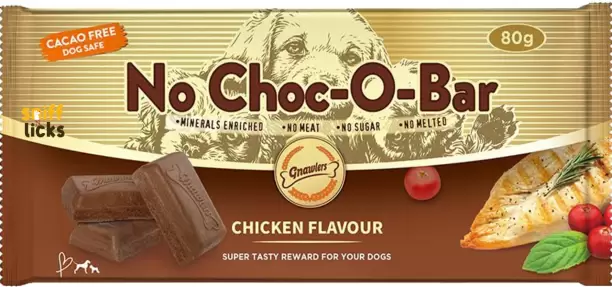 CACAO FREE
DOG SAFE
80g
No Choc-O-Bar
sniff
licks
•MINERALS ENRICHED •NO MEAT •NO SUGAR •NO MELTED
Gnawlers
CHICKEN FLAVOUR
SUPER TASTY REWARD FOR YOUR DOGS